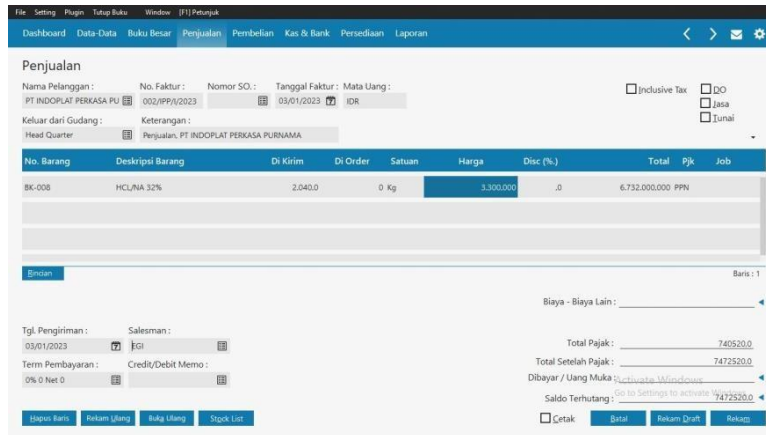 File Setting Plugin Tutup Buku Window [F1] Petunjuk
Dashboard Data-Data Buku Besar Penjualan Pembelian Kas & Bank Persediaan Laporan
Penjualan
Nama Pelanggan : No. Faktur : Nomor SO. : Tanggal Faktur : Mata Uang :
PT INDOPLAT PERKASA PU 002/IPP/I/2023 03/01/2023 IDR
Inclusive Tax DO
Jasa
Tunai
Keluar dari Gudang : Keterangan :
Head Quarter Penjualan, PT INDOPLAT PERKASA PURNAMA
No. Barang Deskripsi Barang Di Kirim Di Order Satuan Harga Disc (%.) Total Pjk Job
BK-008 HCL/NA 32% 2.040.0 0 Kg 3.300.000 .0 6.732.000.000 PPN
Rincian Baris : 1
Biaya - Biaya Lain :
Tgl. Pengiriman : Salesman :
03/01/2023 EGI
Term Pembayaran : Credit/Debit Memo :
0% 0 Net 0
Total Pajak : 740520.0
Total Setelah Pajak : 7472520.0
Dibayar / Uang Muka :
Activate Windows
Go to Settings to activate Windows.
Saldo Terhutang : 7472520.0
Hapus Baris Rekam Ulang Buka Ulang Stock List Cetak Batal Rekam Draft Rekam